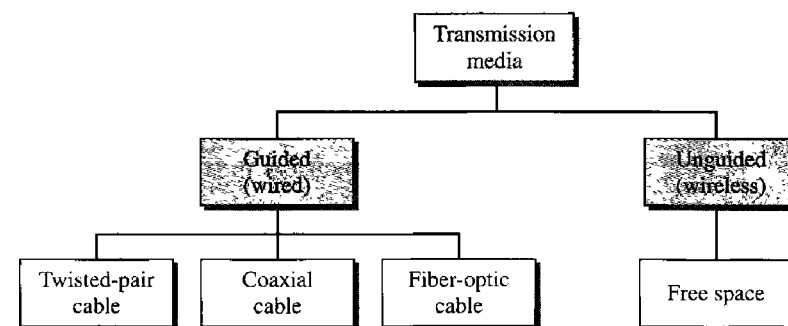 Transmission
media
Guided
(wired)
Unguided
(wireless)
Twisted-pair
cable
Coaxial
cable
Fiber-optic
cable
Free space